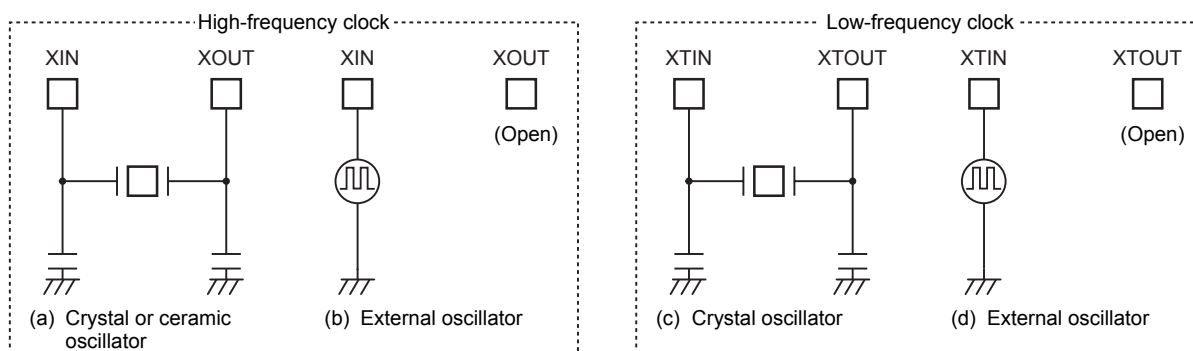 High-frequency clock
XIN
XOUT
XIN
XOUT
(Open)
(a) Crystal or ceramic
oscillator
(b) External oscillator
Low-frequency clock
XTIN
XTOUT
XTIN
XTOUT
(Open)
(c) Crystal oscillator
(d) External oscillator